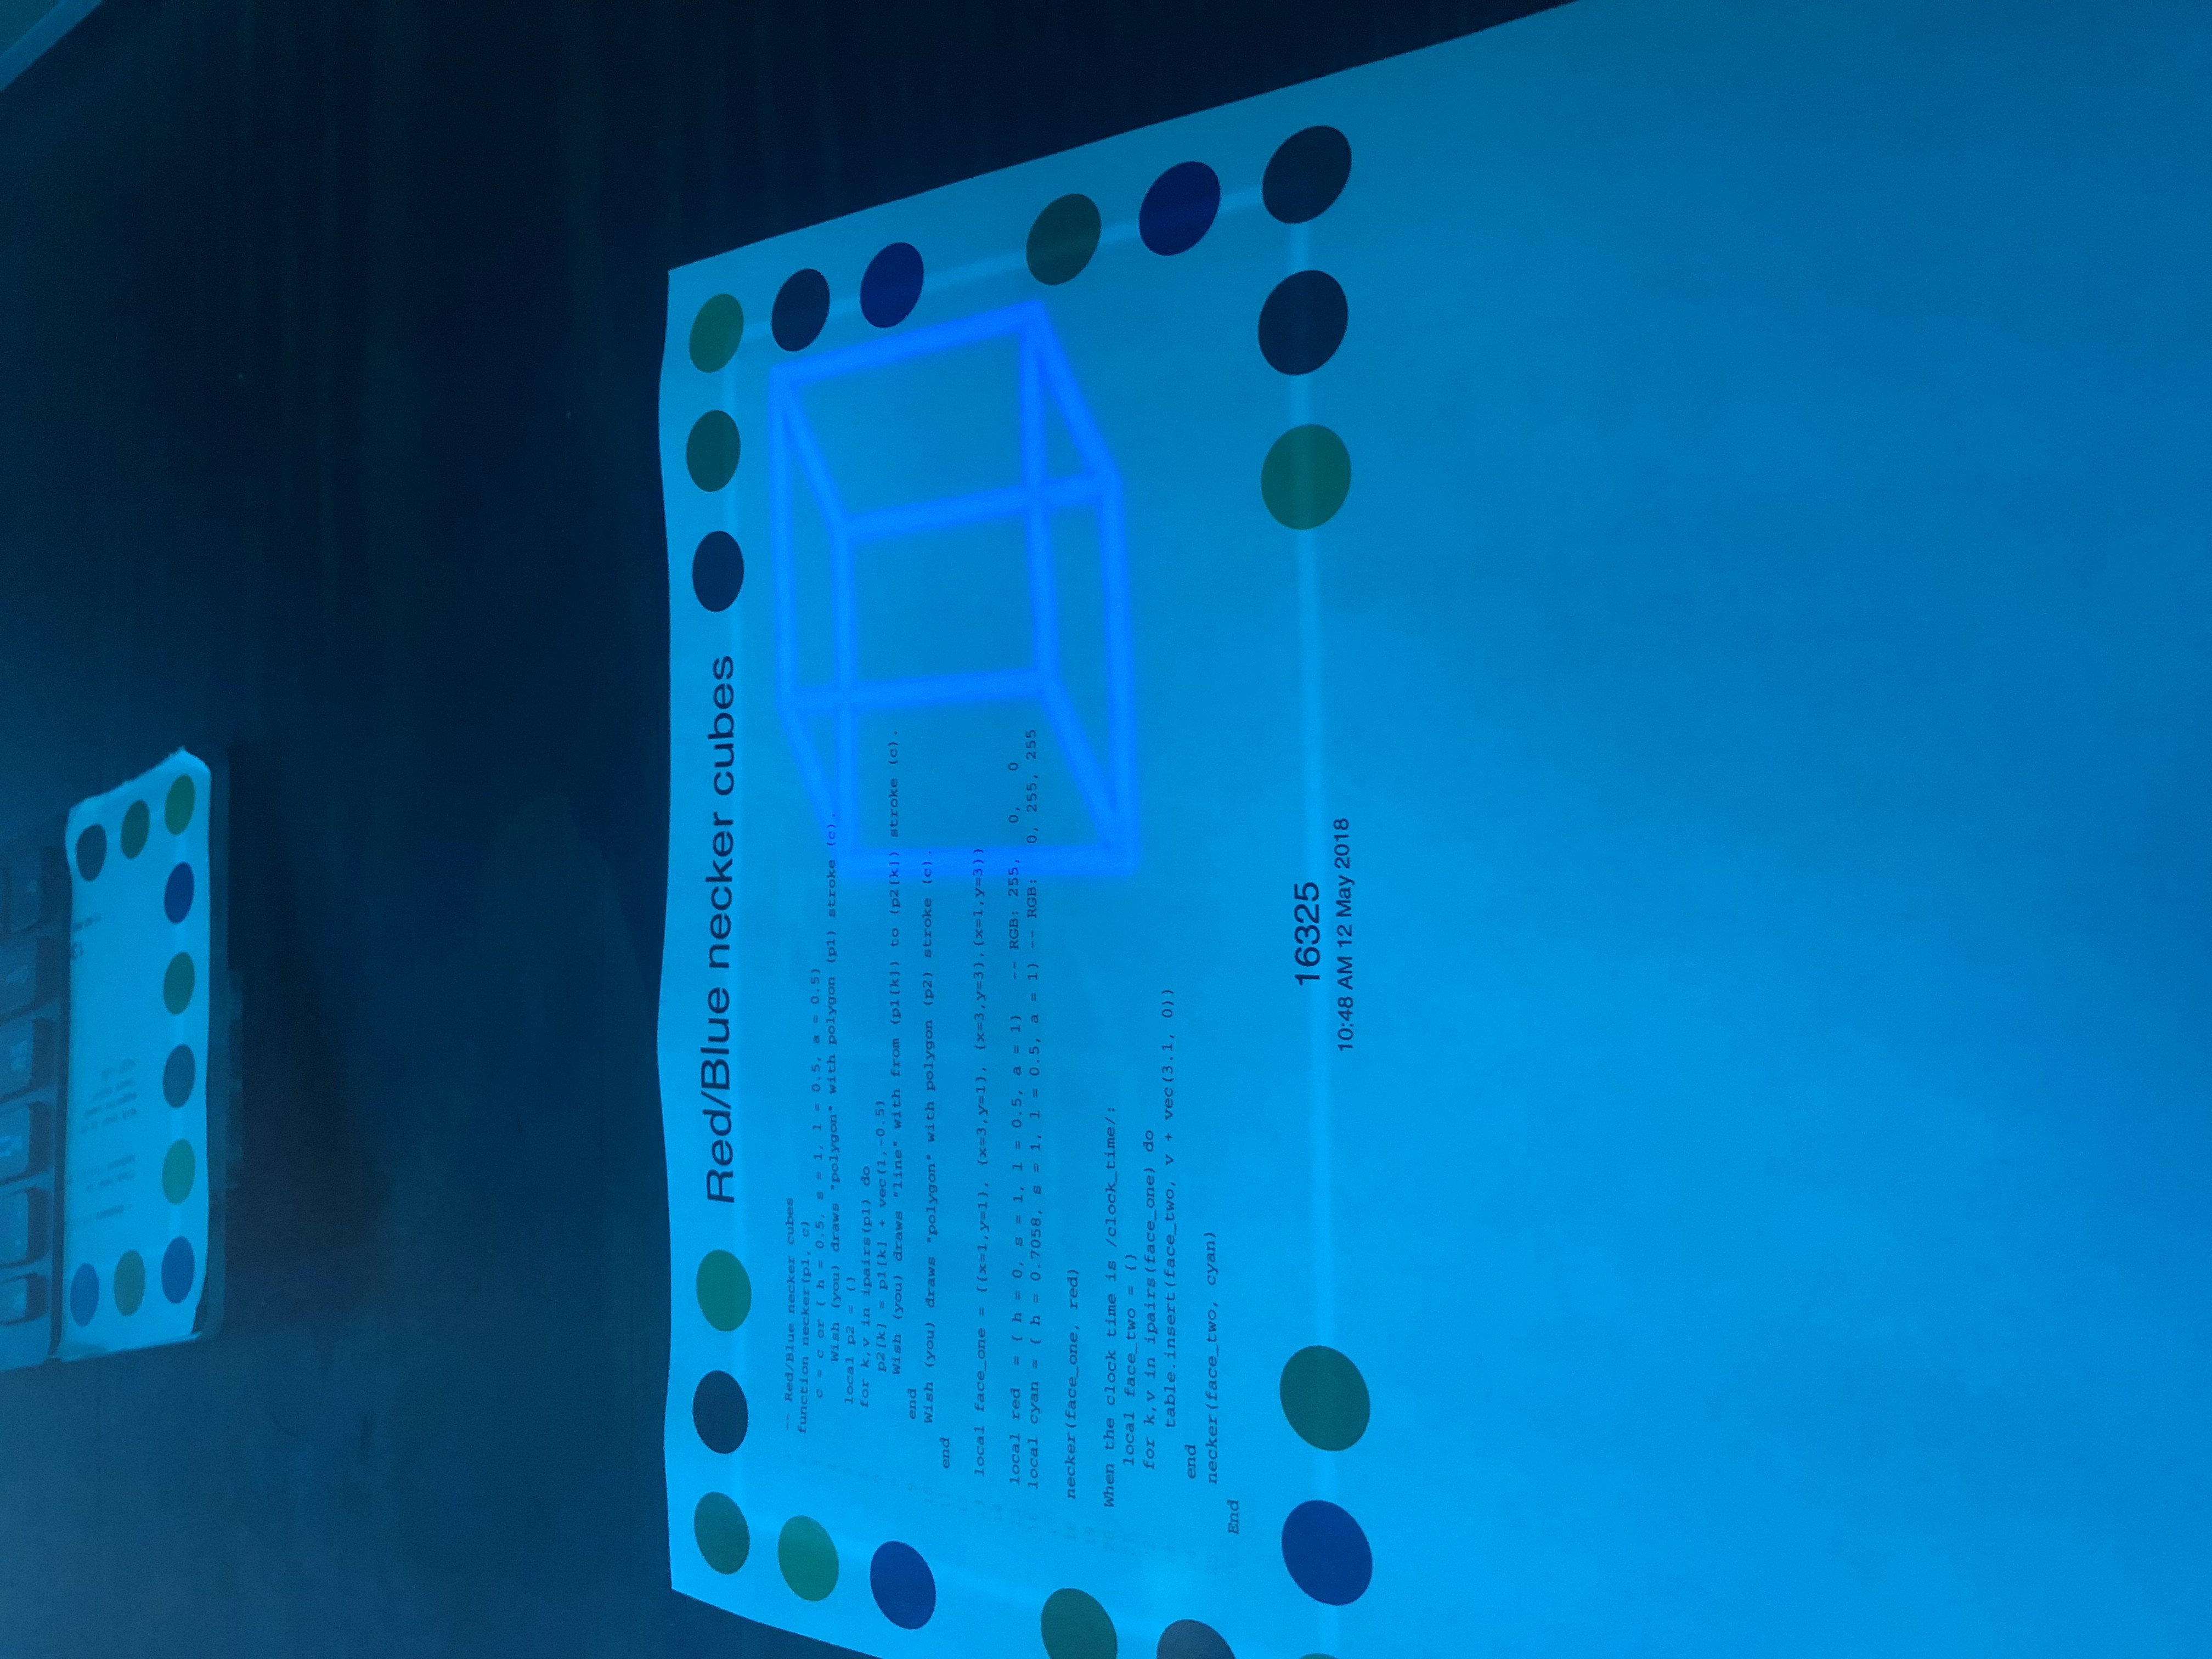 Red/Blue necker cubes
-- Red/Blue necker cubes
function necker(p1, c)
c = c or { h = 0.5, s = 1, l = 0.5, a = 0.5}
Wish (you) draws "polygon" with polygon (p1) stroke (c).
local p2 = {}
for k,v in ipairs(p1) do
p2[k] = p1[k] + vec(1,-0.5)
Wish (you) draws "line" with from (p1[k]) to (p2[k]) stroke (c).
end
Wish (you) draws "polygon" with polygon (p2) stroke (c).
end
local face_one = {{x=1,y=1}, {x=3,y=1}, {x=3,y=3},{x=1,y=3}}
local red = { h = 0, s = 1, l = 0.5, a = 1} -- RGB: 255, 0, 0
local cyan = { h = 0.7058, s = 1, l = 0.5, a = 1} -- RGB: 0, 255, 255
necker(face_one, red)
When the clock time is /clock_time/:
local face_two = {}
for k,v in ipairs(face_one) do
table.insert(face_two, v + vec(3.1, 0))
end
necker(face_two, cyan)
End
16325
10:48 AM 12 May 2018